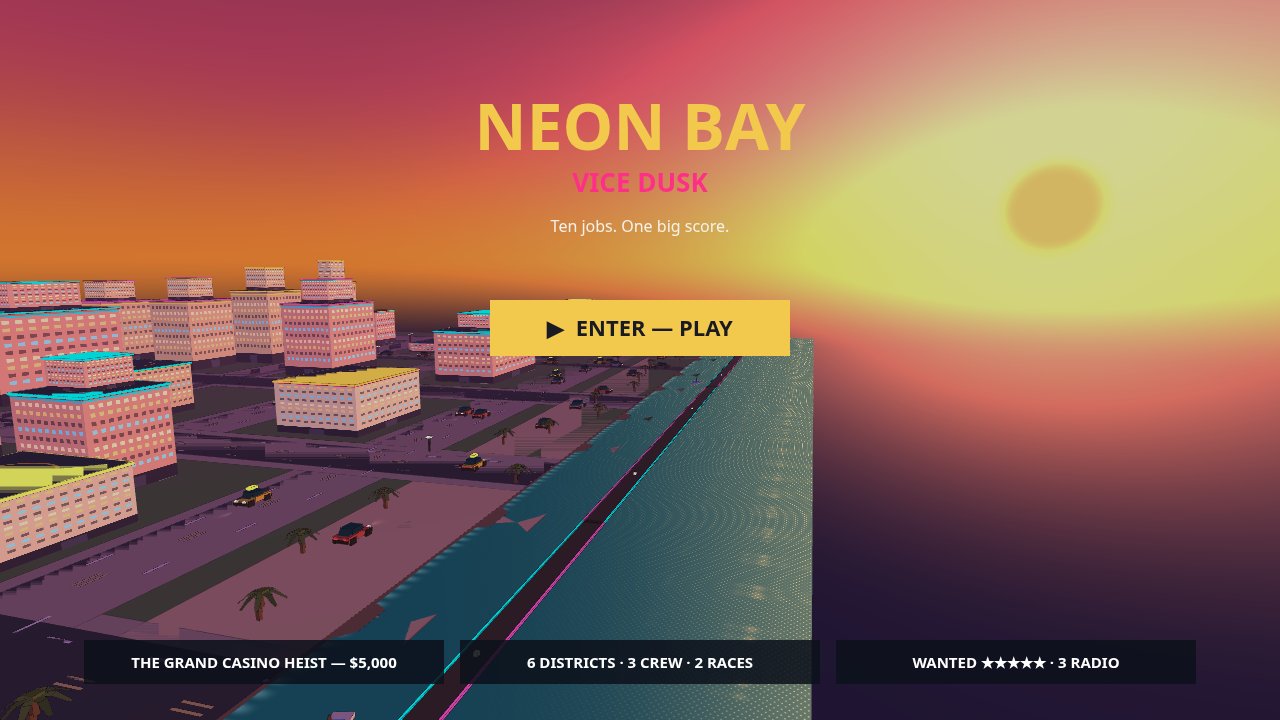 NEON BAY
VICE DUSK
Ten jobs. One big score.
▶ ENTER — PLAY
THE GRAND CASINO HEIST — $5,000
6 DISTRICTS · 3 CREW · 2 RACES
WANTED ★★★★★ · 3 RADIO